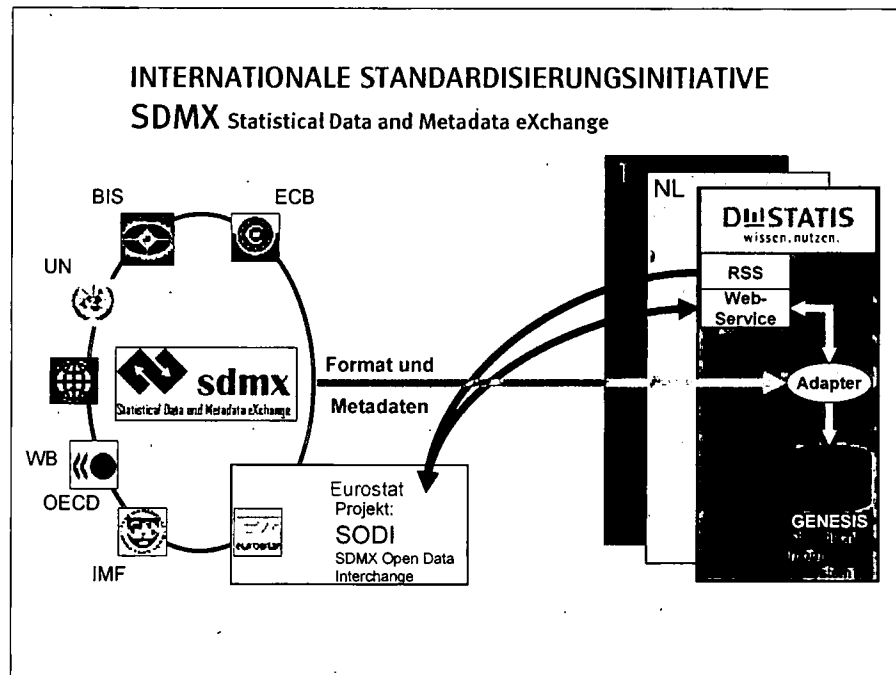 INTERNATIONALE STANDARDISIERUNGSINITIATIVE
SDMX Statistical Data and Metadata eXchange
BIS
ECB
UN
WB
OECD
IMF
sdmx
Statistical Data and Metadata eXchange
Format und
Metadaten
eurostat
Eurostat
Projekt:
SODI
SDMX Open Data
Interchange
NL
DESTATIS
wissen.nutzen.
RSS
Web-
Service
Adapter
GENESIS